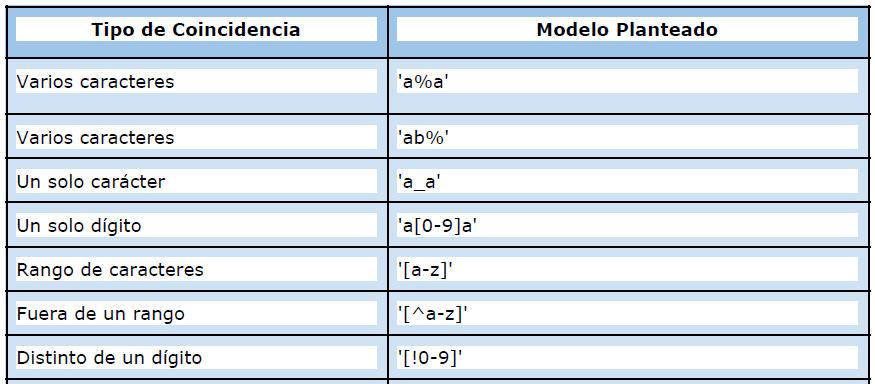 Tipo de Coincidencia Modelo Planteado
Varios caracteres 'a%a'
Varios caracteres 'ab%'
Un solo carácter 'a_a'
Un solo dígito 'a[0-9]a'
Rango de caracteres '[a-z]'
Fuera de un rango '[^a-z]'
Distinto de un dígito '[!0-9]'